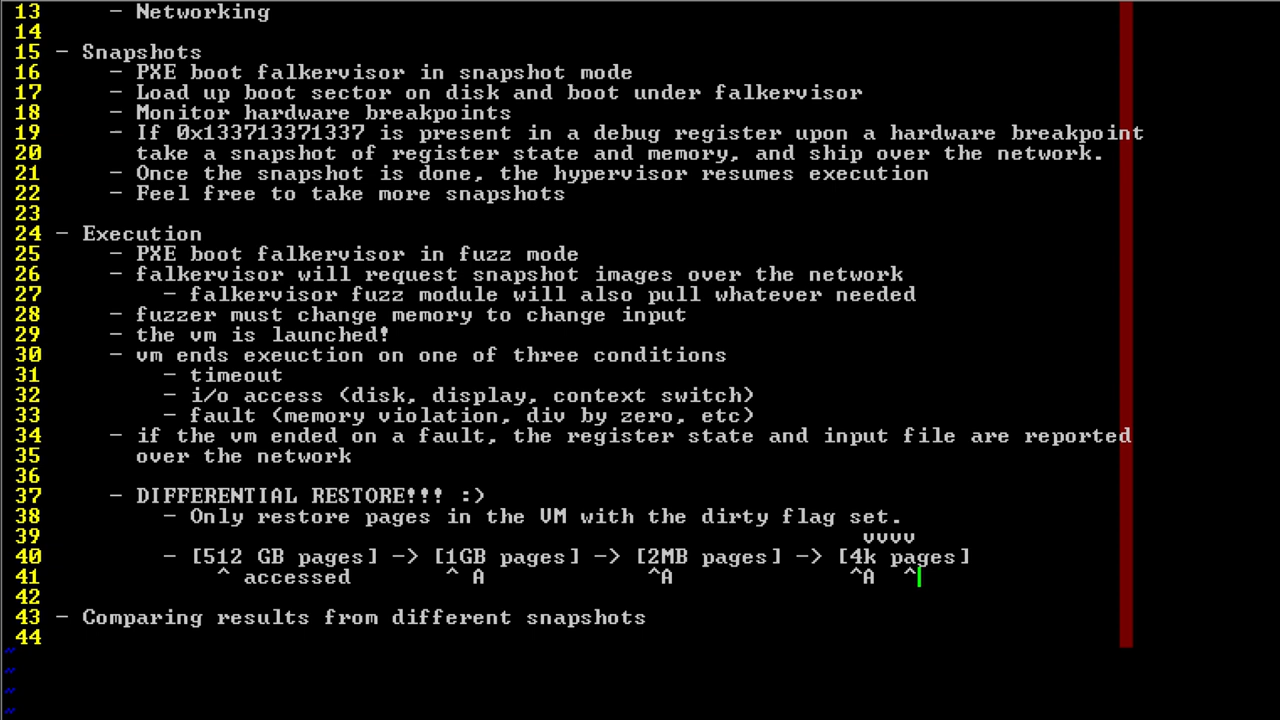 13       - Networking
14
15   - Snapshots
16       - PXE boot falkervisor in snapshot mode
17       - Load up boot sector on disk and boot under falkervisor
18       - Monitor hardware breakpoints
19       - If 0x133713371337 is present in a debug register upon a hardware breakpoint
20         take a snapshot of register state and memory, and ship over the network.
21       - Once the snapshot is done, the hypervisor resumes execution
22       - Feel free to take more snapshots
23
24   - Execution
25       - PXE boot falkervisor in fuzz mode
26       - falkervisor will request snapshot images over the network
27           - falkervisor fuzz module will also pull whatever needed
28       - fuzzer must change memory to change input
29       - the vm is launched!
30       - vm ends exeuction on one of three conditions
31           - timeout
32           - i/o access (disk, display, context switch)
33           - fault (memory violation, div by zero, etc)
34       - if the vm ended on a fault, the register state and input file are reported
35         over the network
36
37       - DIFFERENTIAL RESTORE!!! :)
38           - Only restore pages in the VM with the dirty flag set.
39                                                              vvvv
40           - [512 GB pages] -> [1GB pages] -> [2MB pages] -> [4k pages]
41               ^ accessed       ^ A            ^A             ^A  ^
42
43   - Comparing results from different snapshots
44
~
~
~
~